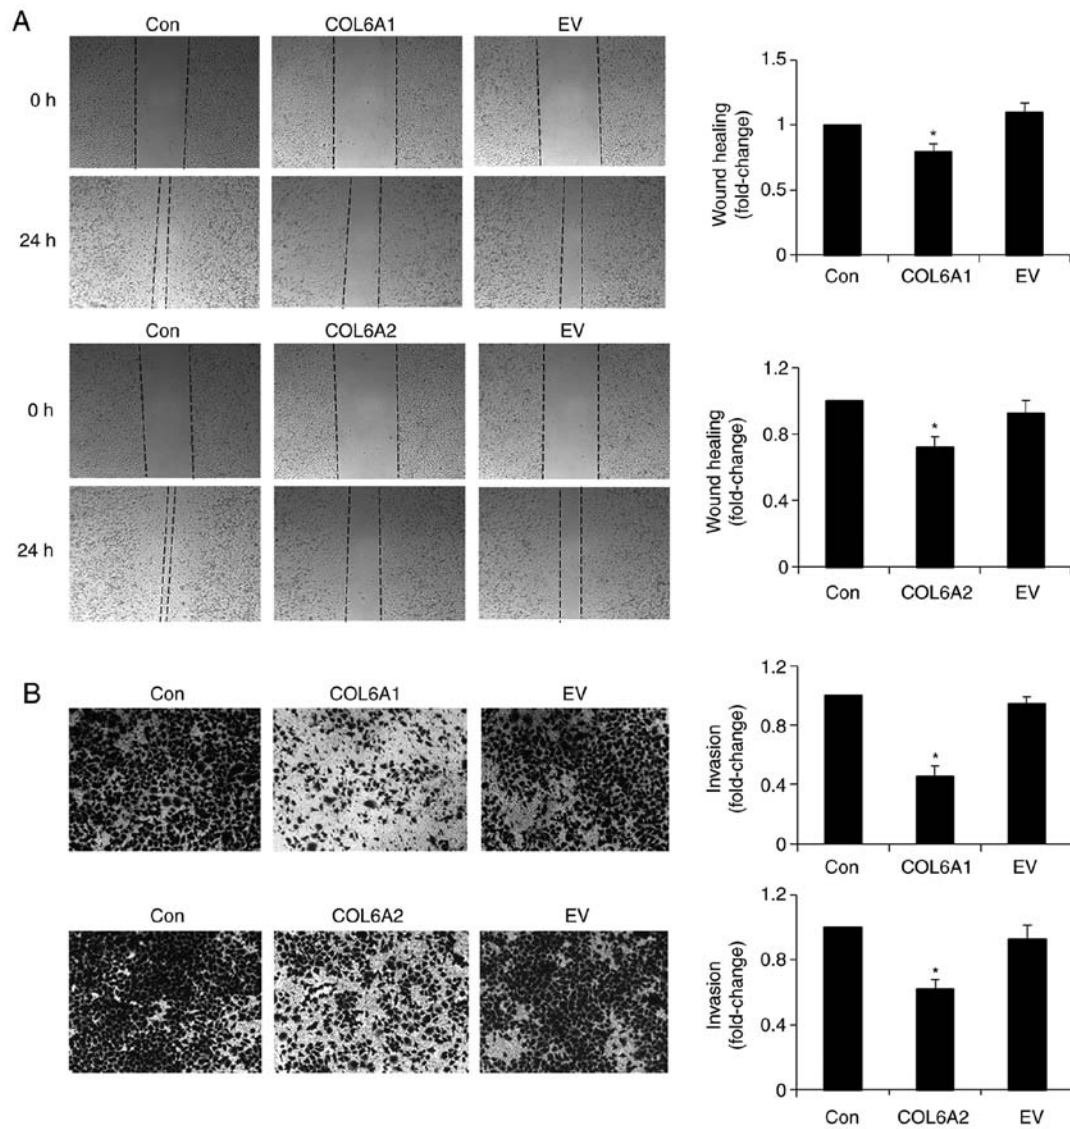 A
Con
COL6A1
EV
0 h
24 h
Con
COL6A2
EV
0 h
24 h
Wound healing
(fold-change)
1.5
1
0.5
0
*
Con
COL6A1
EV
Wound healing
(fold-change)
1.2
0.8
0.4
0
*
Con
COL6A2
EV
B
Con
COL6A1
EV
Con
COL6A2
EV
Invasion
(fold-change)
1.2
0.8
0.4
0
*
Con
COL6A1
EV
Invasion
(fold-change)
1.2
0.8
0.4
0
*
Con
COL6A2
EV